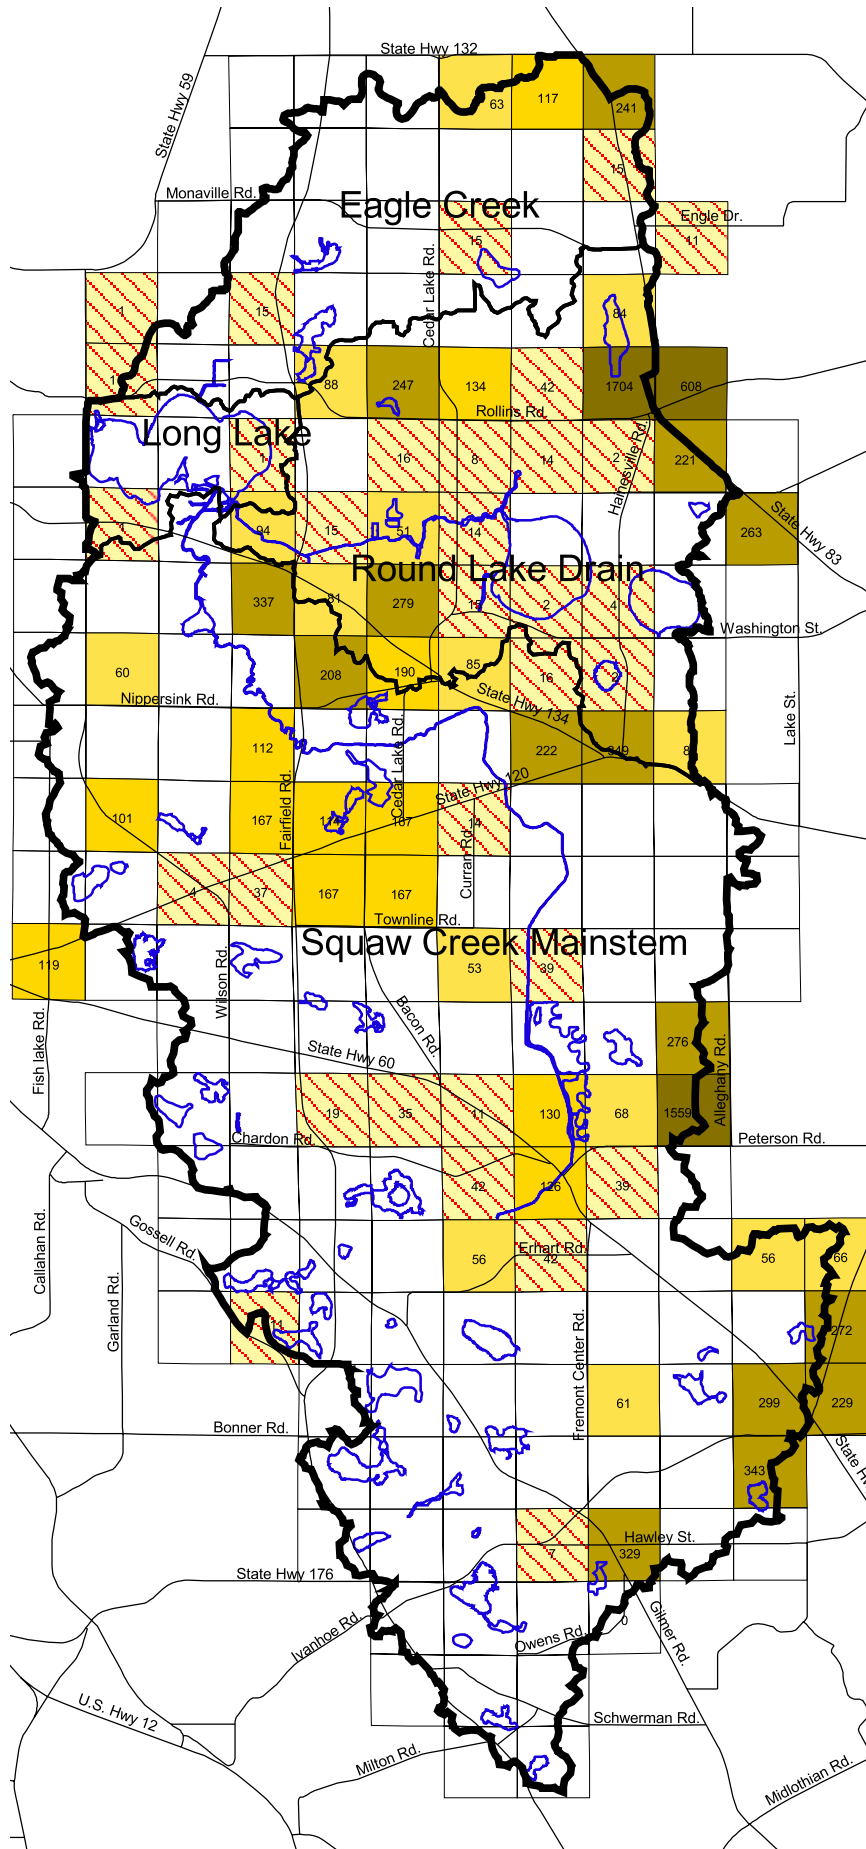 State Hwy 132
63
117
241
State Hwy 59
15
Monaville Rd.
Eagle Creek
Engle Dr.
15
11
Cedar Lake Rd.
1
15
84
88
247
134
42
1704
608
Rollins Rd.
Long Lake
Hainesville Rd.
1
16
8
14
2
221
94
15
51
14
263
State Hwy 83
Round Lake Drain
337
81
279
15
2
4
Washington St.
60
208
190
85
16
2
Nippersink Rd.
State Hwy 134
Lake St.
112
222
349
Cedar Lake Rd.
State Hwy 120
Fairfield Rd.
101
167
167
14
Curran Rd.
4
37
167
167
Townline Rd.
Squaw Creek Mainstem
119
53
39
Wilson Rd.
Bacon Rd.
Fish lake Rd.
State Hwy 60
276
Alleghany Rd.
19
35
11
130
68
1559
Chardon Rd.
Peterson Rd.
42
126
39
Callahan Rd.
Gossell Rd.
56
Erhart Rd.
42
56
66
Garland Rd.
14
Fremont Center Rd.
272
61
299
229
Bonner Rd.
State Hw
343
Hawley St.
7
329
State Hwy 176
Ivanhoe Rd.
Owens Rd.
0
Gilmer Rd.
U.S. Hwy 12
Schwerman Rd.
Milton Rd.
Midlothian Rd.